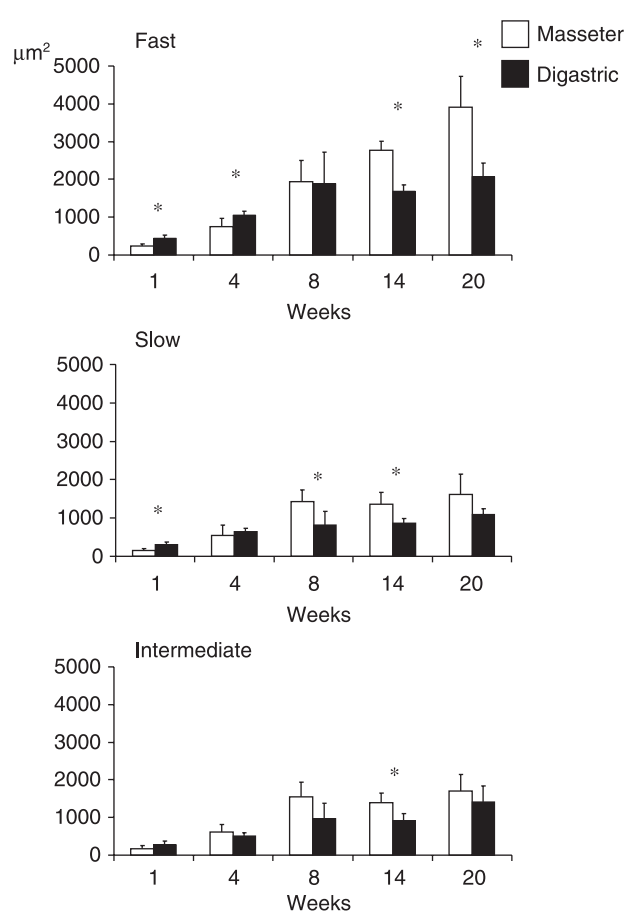 Fast
μm²
Masseter
Digastric
5000
4000
3000
2000
1000
0
* * * *
1 4 8 14 20
Weeks
Slow
5000
4000
3000
2000
1000
0
* * *
1 4 8 14 20
Weeks
Intermediate
5000
4000
3000
2000
1000
0
*
1 4 8 14 20
Weeks